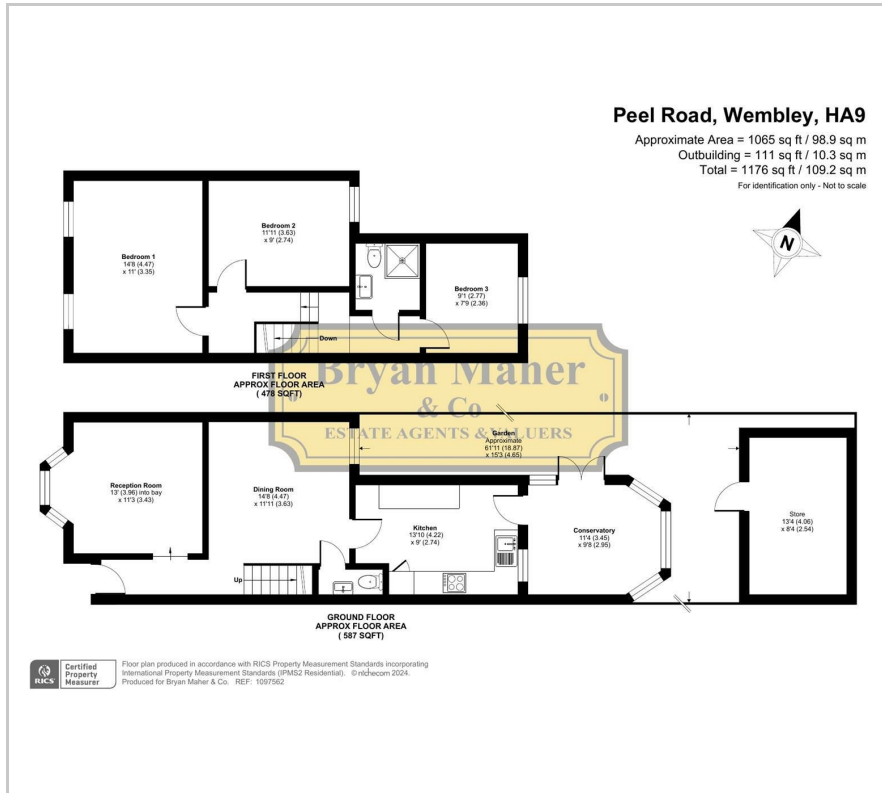 Peel Road, Wembley, HA9
Approximate Area = 1065 sq ft / 98.9 sq m
Outbuilding = 111 sq ft / 10.3 sq m
Total = 1176 sq ft / 109.2 sq m
For identification only - Not to scale
N
Bedroom 1
14'8 (4.47)
x 11' (3.35)
Bedroom 2
11'11 (3.63)
x 9' (2.74)
Bedroom 3
9'1 (2.77)
x 7'9 (2.36)
Down
FIRST FLOOR
APPROX FLOOR AREA
( 478 SQFT)
Bryan Maher
& Co
ESTATE AGENTS & VALUERS
Garden
Approximate
61'11 (18.87)
x 15'3 (4.65)
Reception Room
13' (3.96) into bay
x 11'3 (3.43)
Dining Room
14'8 (4.47)
x 11'11 (3.63)
Kitchen
13'10 (4.22)
x 9' (2.74)
Conservatory
11'4 (3.45)
x 9'8 (2.95)
Store
13'4 (4.06)
x 8'4 (2.54)
Up
GROUND FLOOR
APPROX FLOOR AREA
( 587 SQFT)
RICS
Certified
Property
Measurer
Floor plan produced in accordance with RICS Property Measurement Standards incorporating
International Property Measurement Standards (IPMS2 Residential). © nichecom 2024.
Produced for Bryan Maher & Co. REF: 1097562